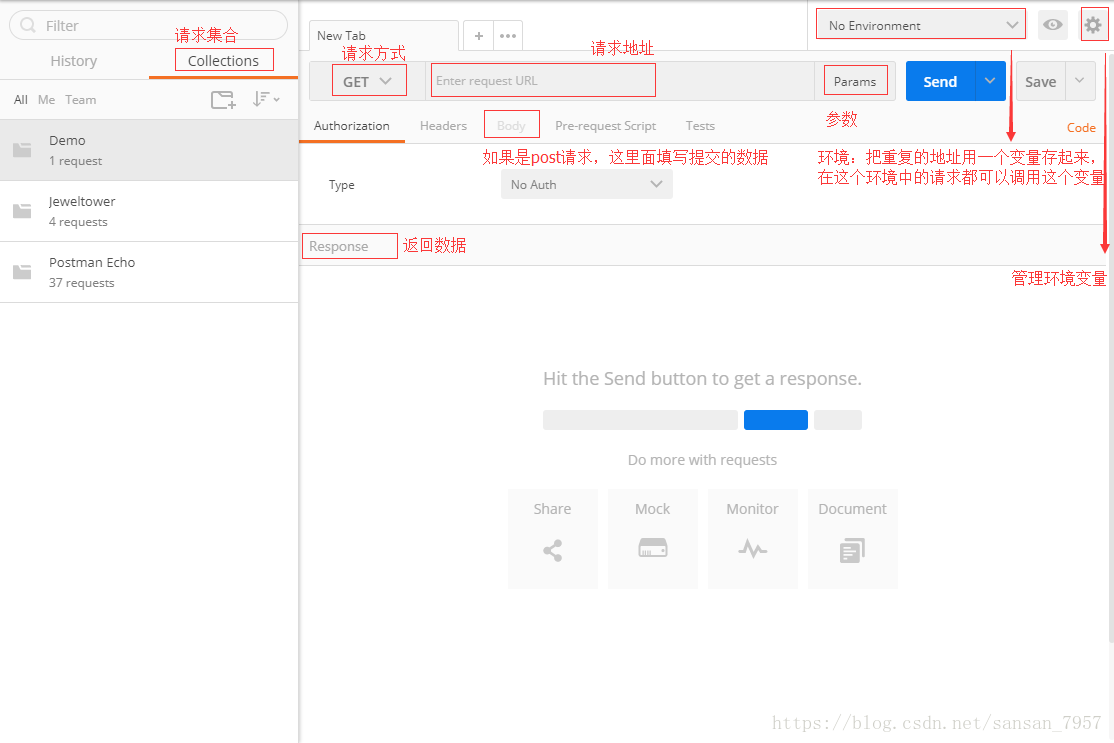 Filter
请求集合
History
Collections
All Me Team
Demo
1 request
Jeweltower
4 requests
Postman Echo
37 requests
New Tab
No Environment
请求方式
请求地址
GET
Enter request URL
Params
Send
Save
参数
Authorization
Headers
Body
Pre-request Script
Tests
Code
如果是post请求，这里面填写提交的数据
环境：把重复的地址用一个变量存起来，
在这个环境中的请求都可以调用这个变量
Type
No Auth
Response
返回数据
管理环境变量
Hit the Send button to get a response.
Do more with requests
Share
Mock
Monitor
Document
https://blog.csdn.net/sansan_7957